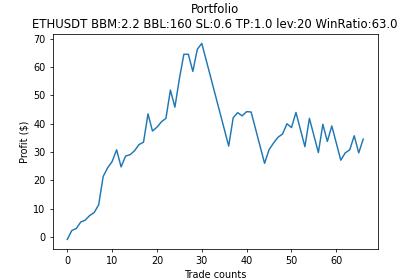 Portfolio
ETHUSDT BBM:2.2 BBL:160 SL:0.6 TP:1.0 lev:20 WinRatio:63.0
70
60
50
40
30
20
10
0
Profit ($)
0 10 20 30 40 50 60
Trade counts